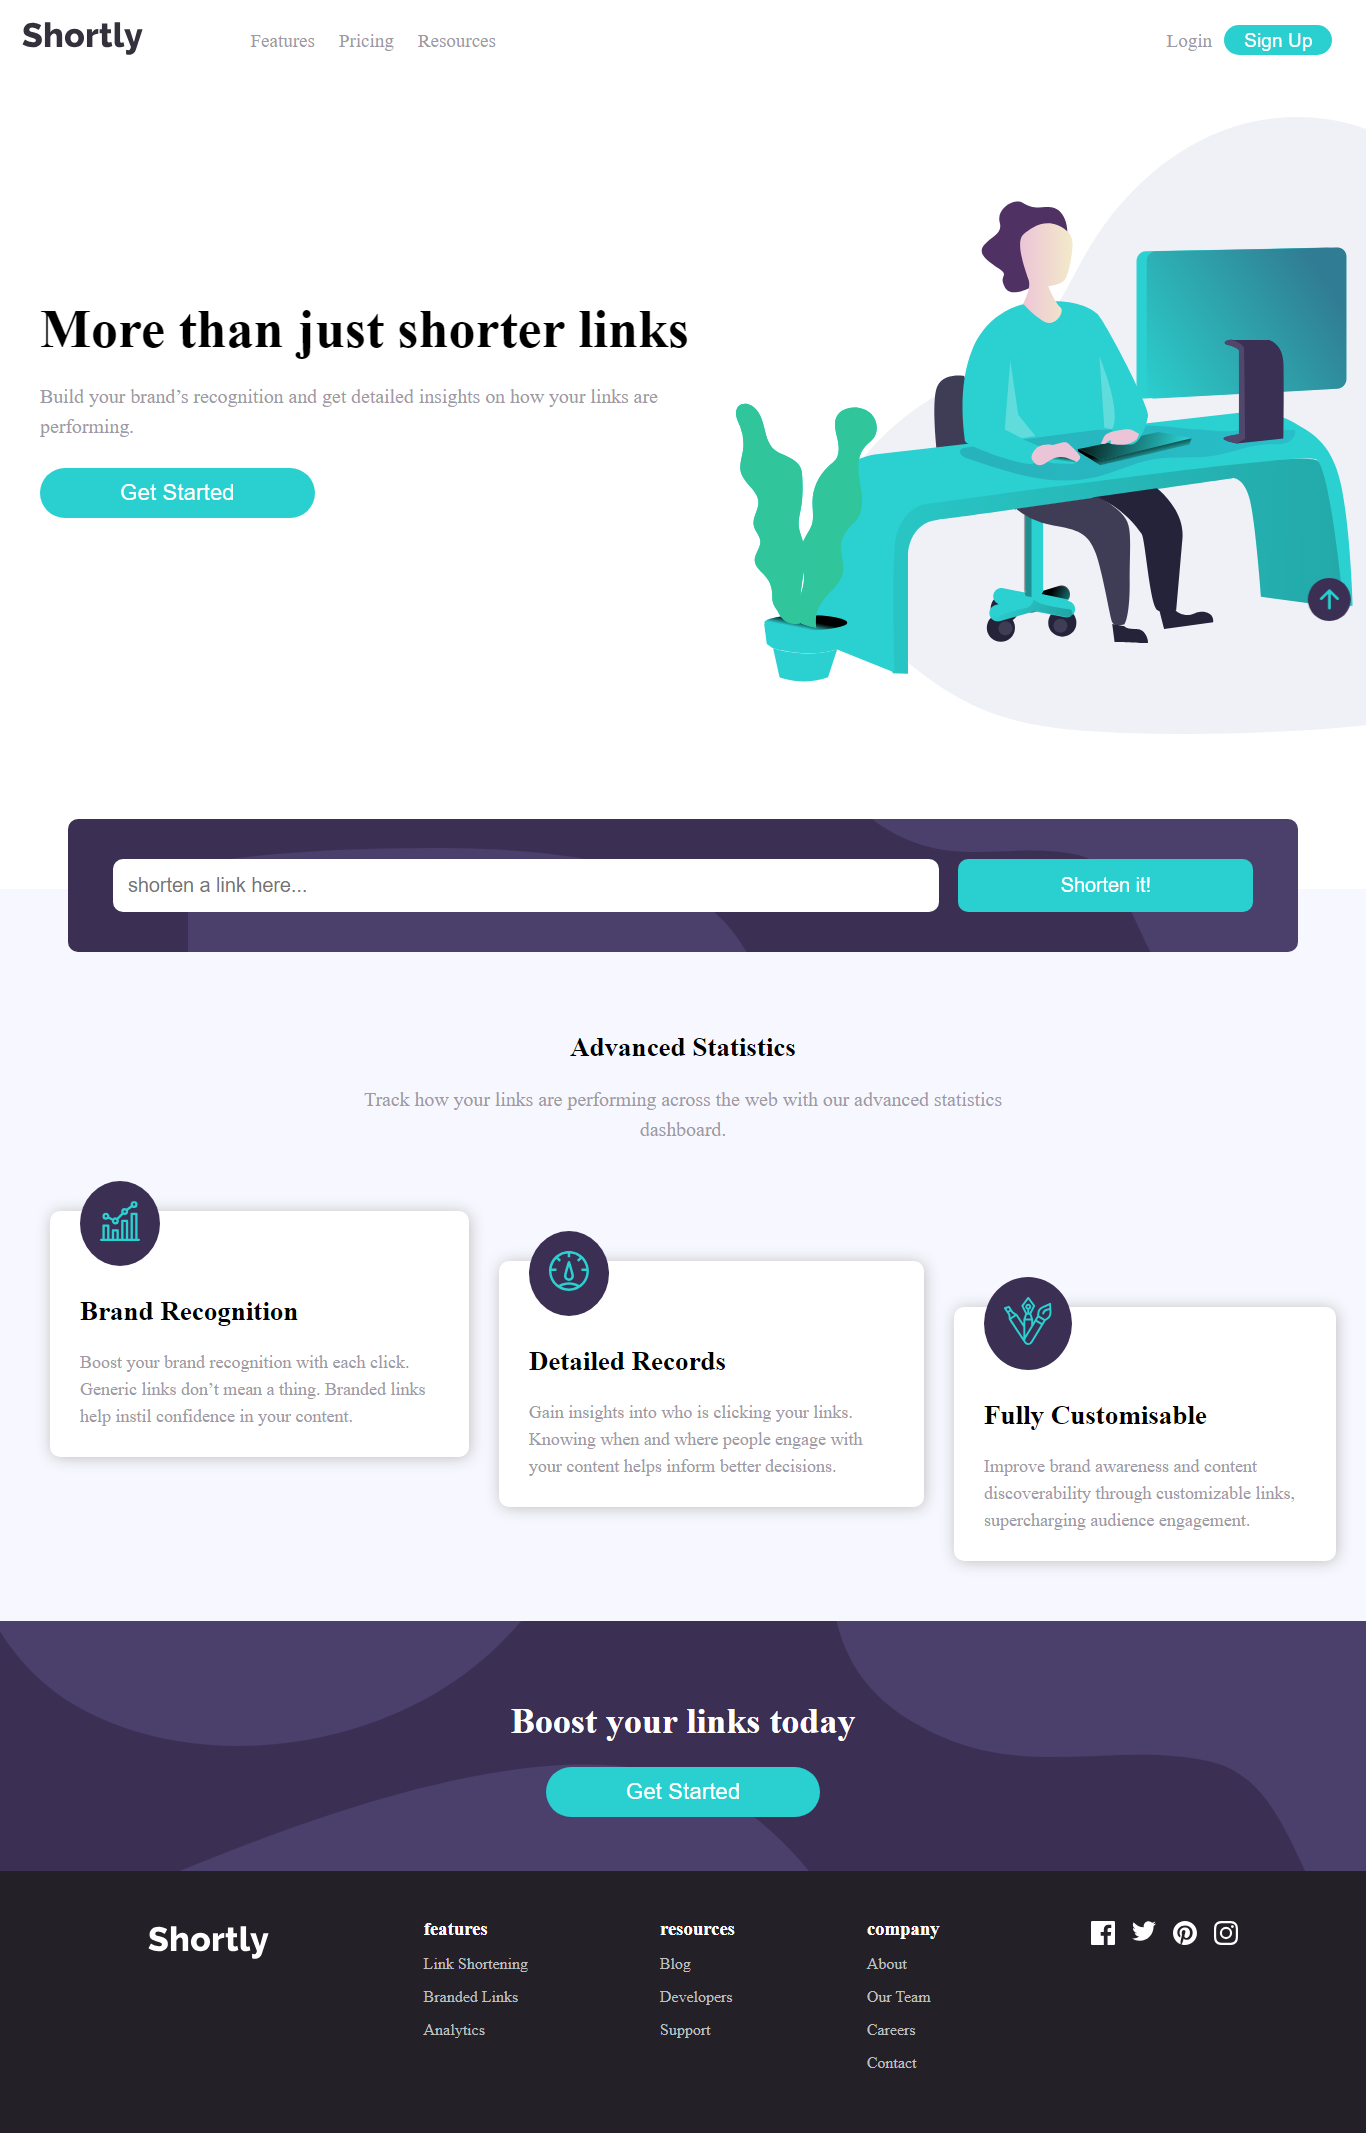 Shortly
Features Pricing Resources
Login Sign Up
More than just shorter links
Build your brand’s recognition and get detailed insights on how your links are
performing.
Get Started
shorten a link here...
Shorten it!
Advanced Statistics
Track how your links are performing across the web with our advanced statistics
dashboard.
Brand Recognition
Boost your brand recognition with each click.
Generic links don’t mean a thing. Branded links
help instil confidence in your content.
Detailed Records
Gain insights into who is clicking your links.
Knowing when and where people engage with
your content helps inform better decisions.
Fully Customisable
Improve brand awareness and content
discoverability through customizable links,
supercharging audience engagement.
Boost your links today
Get Started
Shortly
features
Link Shortening
Branded Links
Analytics
resources
Blog
Developers
Support
company
About
Our Team
Careers
Contact